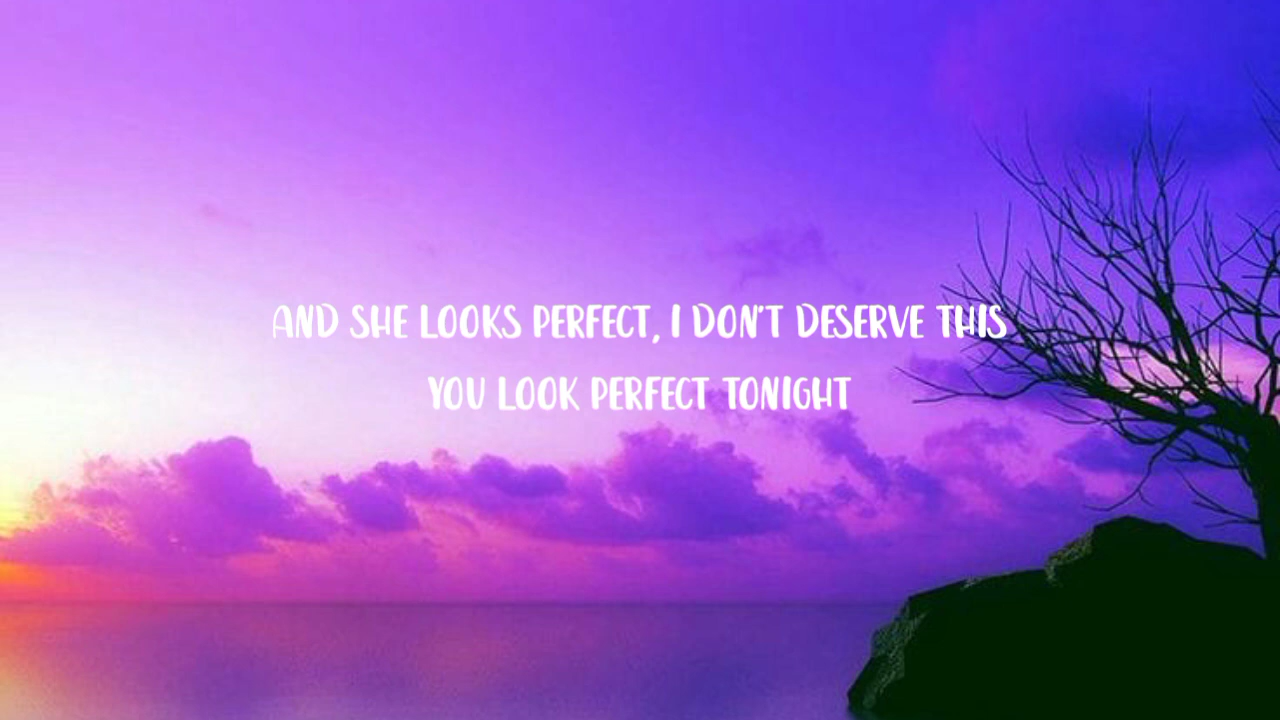 AND SHE LOOKS PERFECT, I DON'T DESERVE THIS
YOU LOOK PERFECT TONIGHT